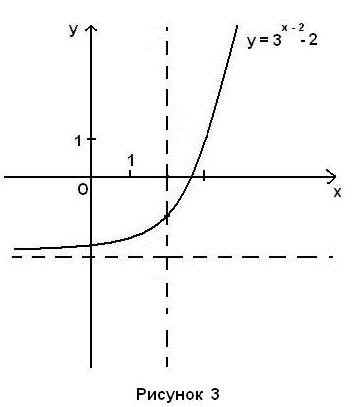 y
y = 3^(x-2) - 2
1
1
O
x
Рисунок 3